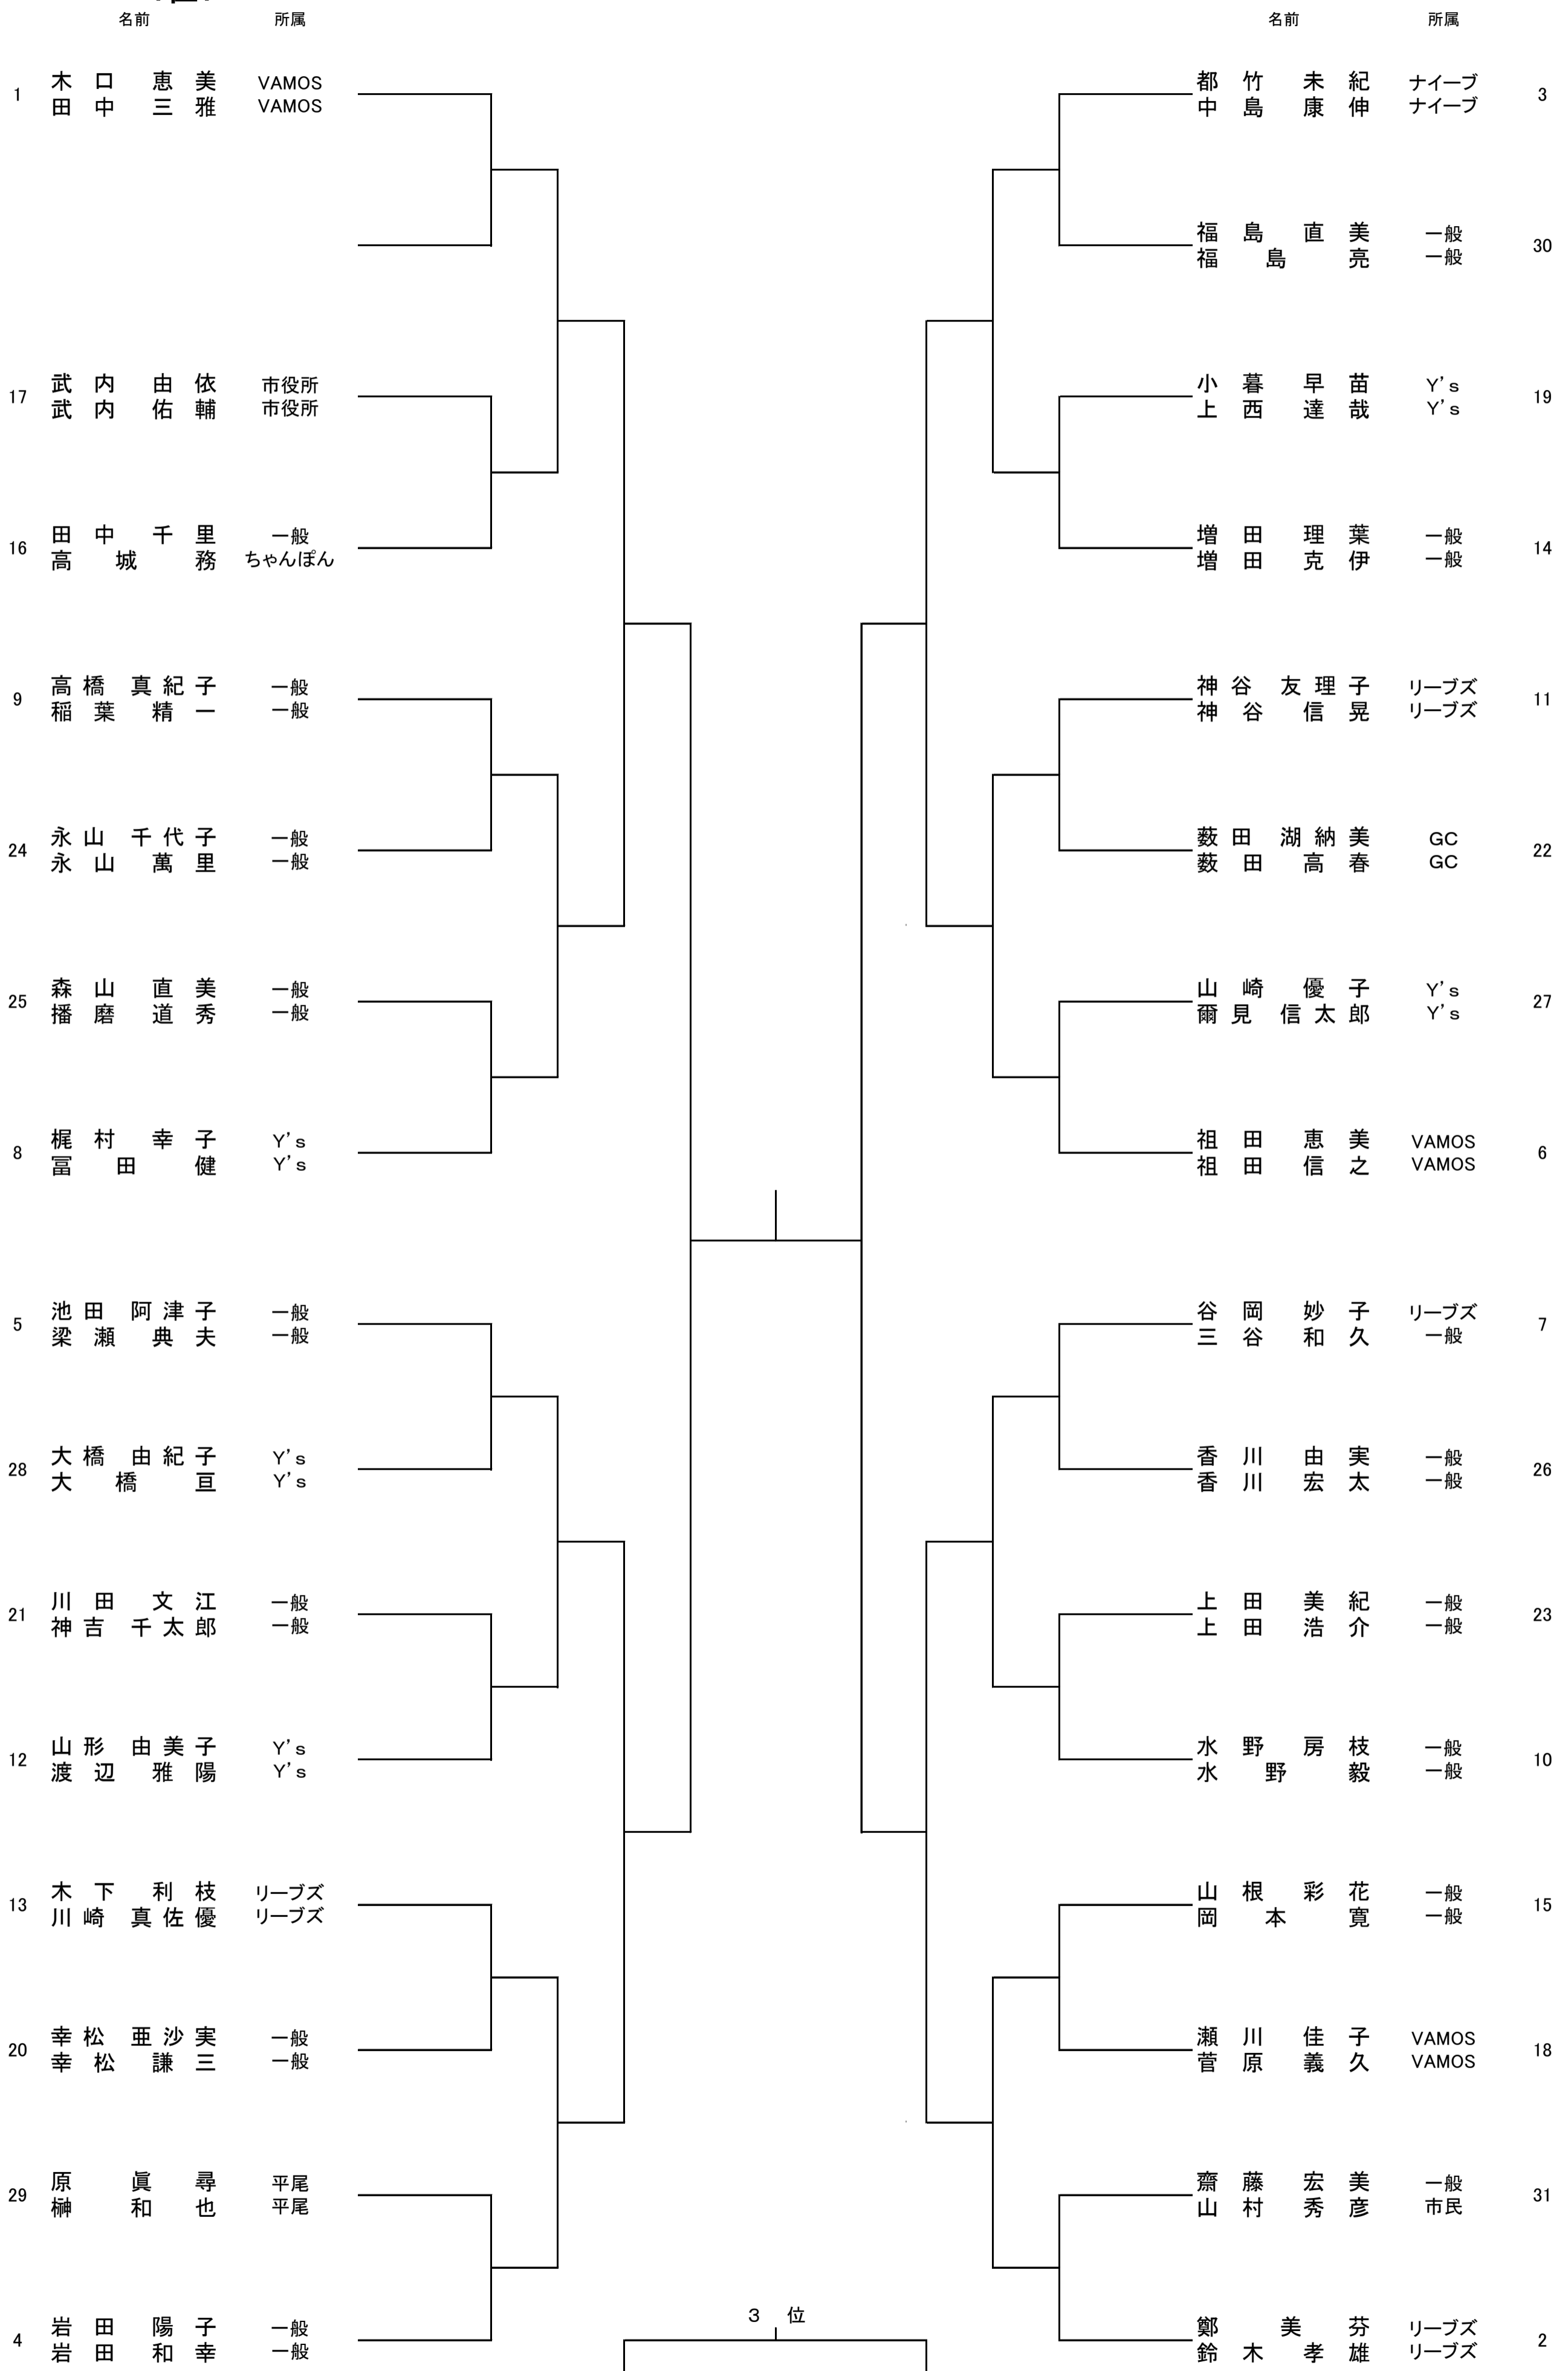 名前 所属 名前 所属
1 木口 恵美 VAMOS
田中 三雅 VAMOS
都竹 未紀 ナイーブ 3
中島 康伸 ナイーブ
福島 直美 一般 30
福島 亮 一般
17 武内 由依 市役所
武内 佑輔 市役所
小暮 早苗 Y's 19
上西 達哉 Y's
16 田中 千里 一般
高城 務 ちゃんぽん
増田 理葉 一般 14
増田 克伊 一般
9 高橋 真紀子 一般
稲葉 精一 一般
神谷 友理子 リーブズ 11
神谷 信晃 リーブズ
24 永山 千代子 一般
永山 萬里 一般
薮田 湖納美 GC 22
薮田 高春 GC
25 森山 直美 一般
播磨 道秀 一般
山崎 優子 Y's 27
爾見 信太郎 Y's
8 梶村 幸子 Y's
冨田 健 Y's
祖田 恵美 VAMOS 6
祖田 信之 VAMOS
5 池田 阿津子 一般
梁瀬 典夫 一般
谷岡 妙子 リーブズ 7
三谷 和久 一般
28 大橋 由紀子 Y's
大橋 亘 Y's
香川 由実 一般 26
香川 宏太 一般
21 川田 文江 一般
神吉 千太郎 一般
上田 美紀 一般 23
上田 浩介 一般
12 山形 由美子 Y's
渡辺 雅陽 Y's
水野 房枝 一般 10
水野 毅 一般
13 木下 利枝 リーブズ
川崎 真佐優 リーブズ
山根 彩花 一般 15
岡本 寛 一般
20 幸松 亜沙実 一般
幸松 謙三 一般
瀬川 佳子 VAMOS 18
菅原 義久 VAMOS
29 原 眞尋 平尾
榊 和也 平尾
齋藤 宏美 一般 31
山村 秀彦 市民
4 岩田 陽子 一般
岩田 和幸 一般
3 位
鄭 美芬 リーブズ 2
鈴木 孝雄 リーブズ